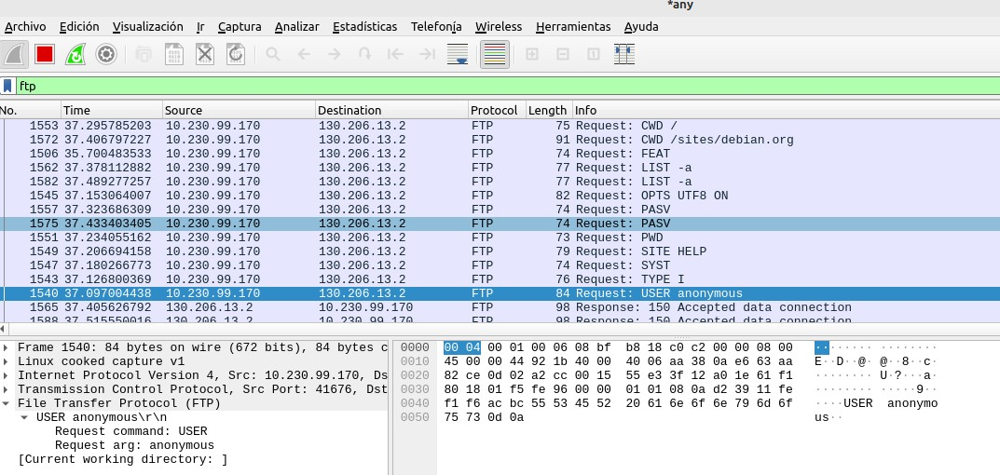 *any
Archivo Edición Visualización Ir Captura Analizar Estadísticas Telefonía Wireless Herramientas Ayuda
ftp
No. Time Source Destination Protocol Length Info
1553 37.295785203 10.230.99.170 130.206.13.2 FTP 75 Request: CWD /
1572 37.406797227 10.230.99.170 130.206.13.2 FTP 91 Request: CWD /sites/debian.org
1506 35.700483533 10.230.99.170 130.206.13.2 FTP 74 Request: FEAT
1562 37.378112882 10.230.99.170 130.206.13.2 FTP 77 Request: LIST -a
1582 37.489277257 10.230.99.170 130.206.13.2 FTP 77 Request: LIST -a
1545 37.153064007 10.230.99.170 130.206.13.2 FTP 82 Request: OPTS UTF8 ON
1557 37.323686309 10.230.99.170 130.206.13.2 FTP 74 Request: PASV
1575 37.433403405 10.230.99.170 130.206.13.2 FTP 74 Request: PASV
1551 37.234055162 10.230.99.170 130.206.13.2 FTP 73 Request: PWD
1549 37.206694158 10.230.99.170 130.206.13.2 FTP 79 Request: SITE HELP
1547 37.180266773 10.230.99.170 130.206.13.2 FTP 74 Request: SYST
1543 37.126800369 10.230.99.170 130.206.13.2 FTP 76 Request: TYPE I
1540 37.097004438 10.230.99.170 130.206.13.2 FTP 84 Request: USER anonymous
1565 37.405626792 130.206.13.2 10.230.99.170 FTP 98 Response: 150 Accepted data connection
1588 37.515550016 130.206.13.2 10.230.99.170 FTP 98 Response: 150 Accepted data connection
Frame 1540: 84 bytes on wire (672 bits), 84 bytes c
Linux cooked capture v1
Internet Protocol Version 4, Src: 10.230.99.170, Ds
Transmission Control Protocol, Src Port: 41676, Dst
File Transfer Protocol (FTP)
USER anonymous\r\n
Request command: USER
Request arg: anonymous
[Current working directory: ]
0000 00 04 00 01 00 06 08 bf b8 18 c0 c2 00 00 08 00 ········ ········
0010 45 00 00 44 92 1b 40 00 40 06 aa 38 0a e6 63 aa E··D··@· @··8··c·
0020 82 ce 0d 02 a2 cc 00 15 55 e3 3f 12 a0 1e 61 f1 ········ U·?···a·
0030 80 18 01 f5 fe 96 00 00 01 01 08 0a d2 39 11 fe ········ ·····9··
0040 f1 f6 ac bc 55 53 45 52 20 61 6e 6f 6e 79 6d 6f ····USER anonymo
0050 75 73 0d 0a us··